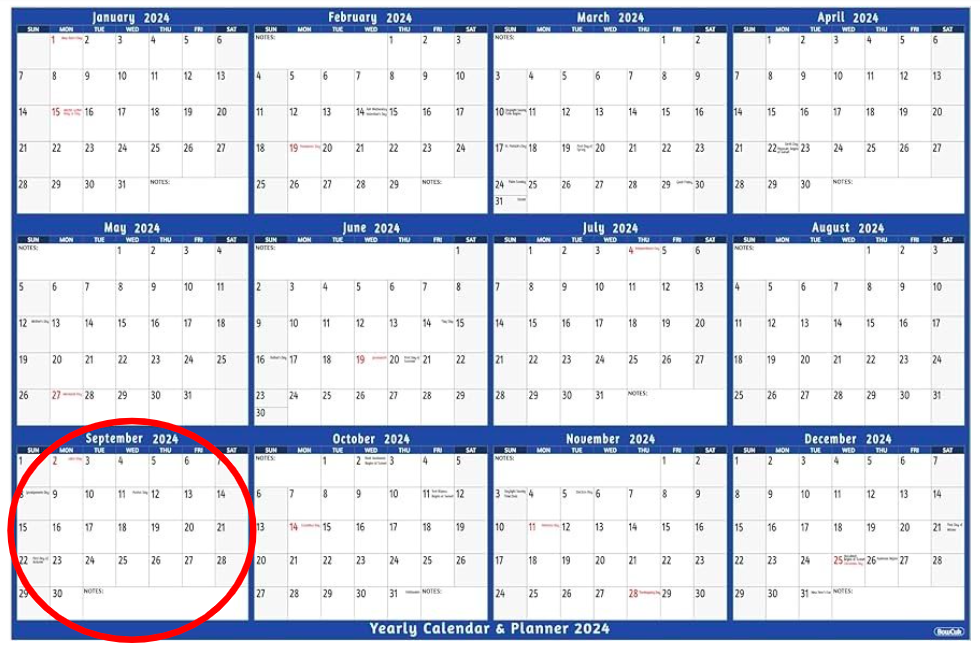 January 2024
SUN MON TUE WED THU FRI SAT
1 New Year's Day 2 3 4 5 6
7 8 9 10 11 12 13
14 15 16 17 18 19 20
21 22 23 24 25 26 27
28 29 30 31 NOTES:
February 2024
SUN MON TUE WED THU FRI SAT
NOTES: 1 2 3
4 5 6 7 8 9 10
11 12 13 14 Ash Wednesday 15 16 17
Valentine's Day
18 19 Presidents' Day 20 21 22 23 24
25 26 27 28 29 NOTES:
March 2024
SUN MON TUE WED THU FRI SAT
NOTES: 1 2
3 4 5 6 7 8 9
10 Daylight Saving 11 12 13 14 15 16
Time Begins
17 St. Patrick's Day 18 19 First Day of 20 21 22 23
Spring
24 Palm Sunday 25 26 27 28 29 Good Friday 30
31 Easter
April 2024
SUN MON TUE WED THU FRI SAT
1 2 3 4 5 6
7 8 9 10 11 12 13
14 15 16 17 18 19 20
21 22 Earth Day 23 24 25 26 27
Passover Begins
at Sunset
28 29 30 NOTES:
May 2024
SUN MON TUE WED THU FRI SAT
NOTES: 1 2 3 4
5 6 7 8 9 10 11
12 Mother's Day 13 14 15 16 17 18
19 20 21 22 23 24 25
26 27 Memorial Day 28 29 30 31
June 2024
SUN MON TUE WED THU FRI SAT
NOTES: 1
2 3 4 5 6 7 8
9 10 11 12 13 14 Flag Day 15
16 Father's Day 17 18 19 Juneteenth 20 First Day of 21 22
Summer
23 24 25 26 27 28 29
30
July 2024
SUN MON TUE WED THU FRI SAT
NOTES: 1 2 3 4 Independence Day 5 6
7 8 9 10 11 12 13
14 15 16 17 18 19 20
21 22 23 24 25 26 27
28 29 30 31 NOTES:
August 2024
SUN MON TUE WED THU FRI SAT
NOTES: 1 2 3
4 5 6 7 8 9 10
11 12 13 14 15 16 17
18 19 20 21 22 23 24
25 26 27 28 29 30 31
September 2024
SUN MON TUE WED THU FRI SAT
1 2 Labor Day 3 4 5 6 7
8 Grandparents Day 9 10 11 Patriot Day 12 13 14
15 16 17 18 19 20 21
22 First Day of 23 24 25 26 27 28
Autumn
29 30 NOTES:
October 2024
SUN MON TUE WED THU FRI SAT
NOTES: 1 2 Rosh Hashanah 3 4 5
Begins at Sunset
6 7 8 9 10 11 Yom Kippur 12
Begins at Sunset
13 14 Columbus Day 15 16 17 18 19
20 21 22 23 24 25 26
27 28 29 30 31 Halloween NOTES:
November 2024
SUN MON TUE WED THU FRI SAT
NOTES: 1 2
3 Daylight Saving 4 5 Election Day 6 7 8 9
Time Ends
10 11 Veterans Day 12 13 14 15 16
17 18 19 20 21 22 23
24 25 26 27 28 Thanksgiving Day 29 30
December 2024
SUN MON TUE WED THU FRI SAT
1 2 3 4 5 6 7
8 9 10 11 12 13 14
15 16 17 18 19 20 21 First Day of
Winter
22 23 24 25 Hanukkah 26 Kwanzaa Begins 27 28
Begins at Sunset
Christmas Day
29 30 31 New Year's Eve NOTES:
Yearly Calendar & Planner 2024